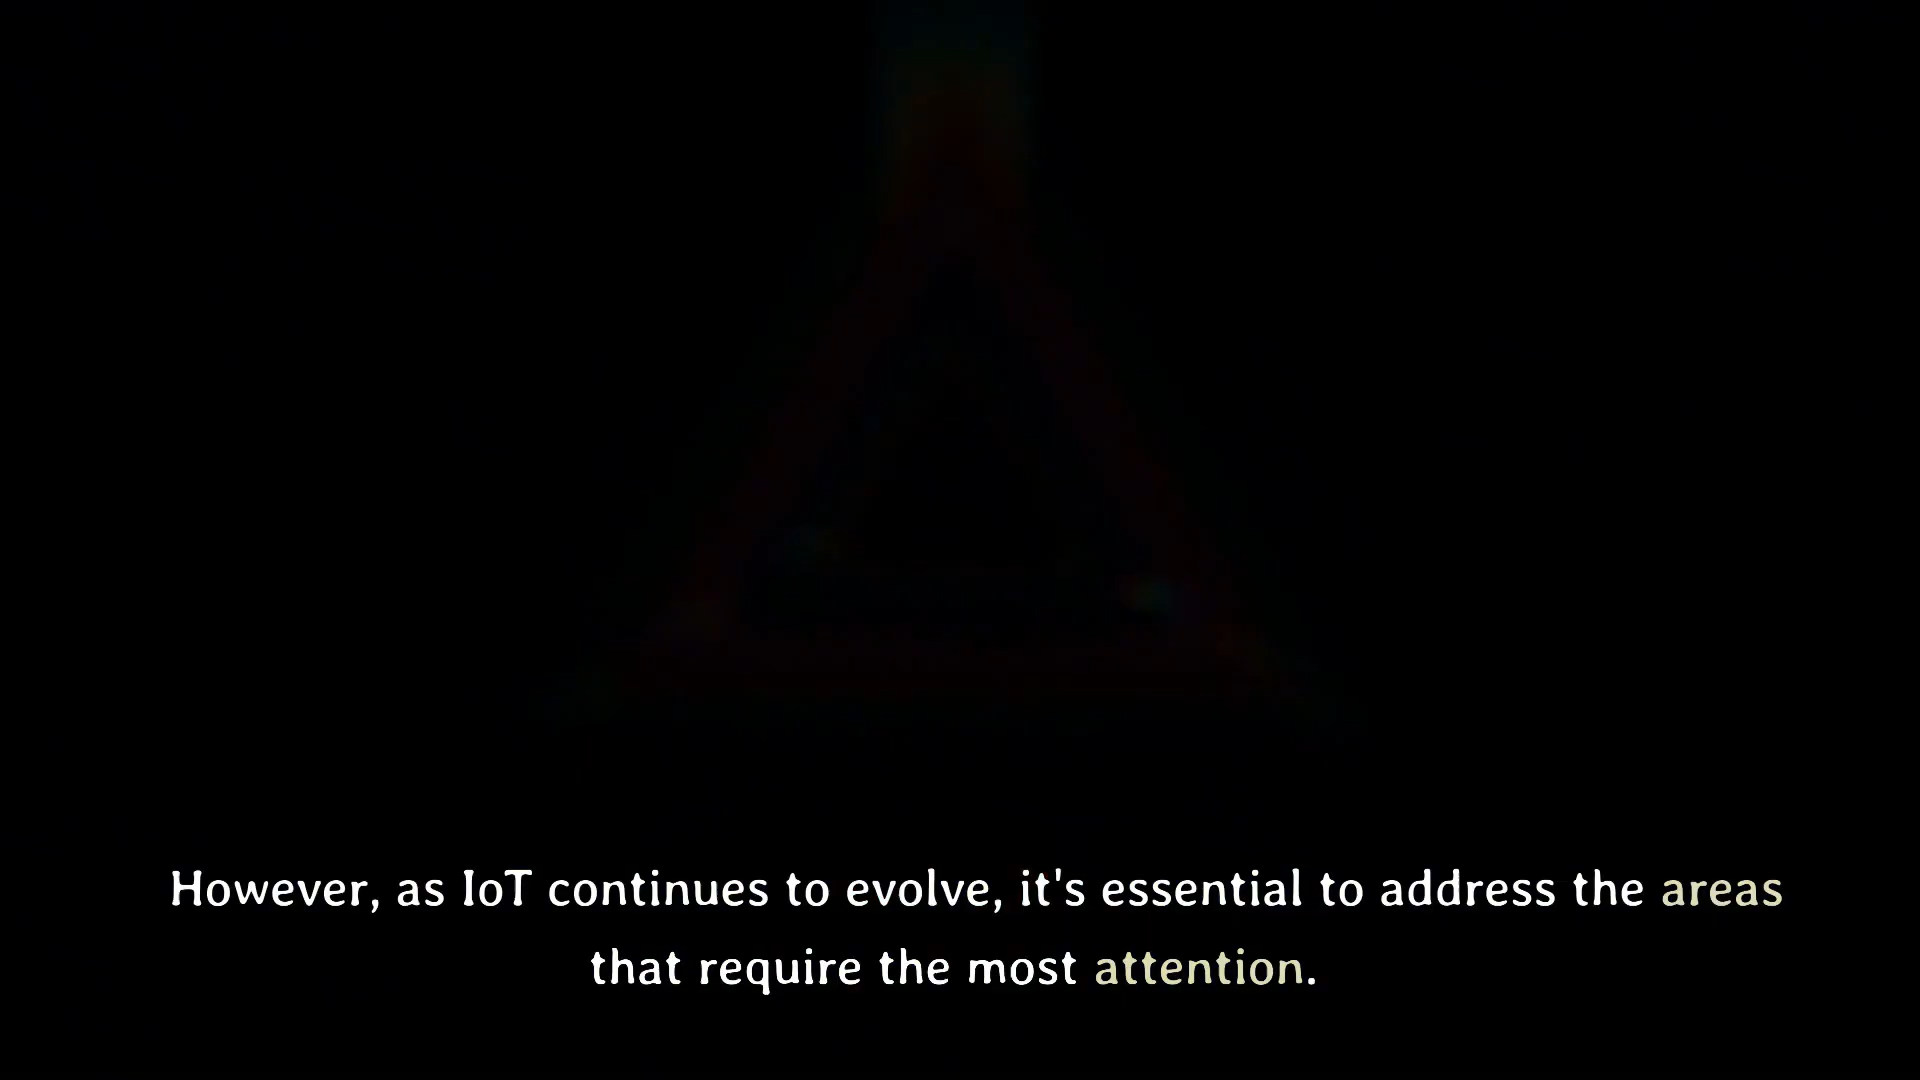 However, as IoT continues to evolve, it's essential to address the areas
that require the most attention.